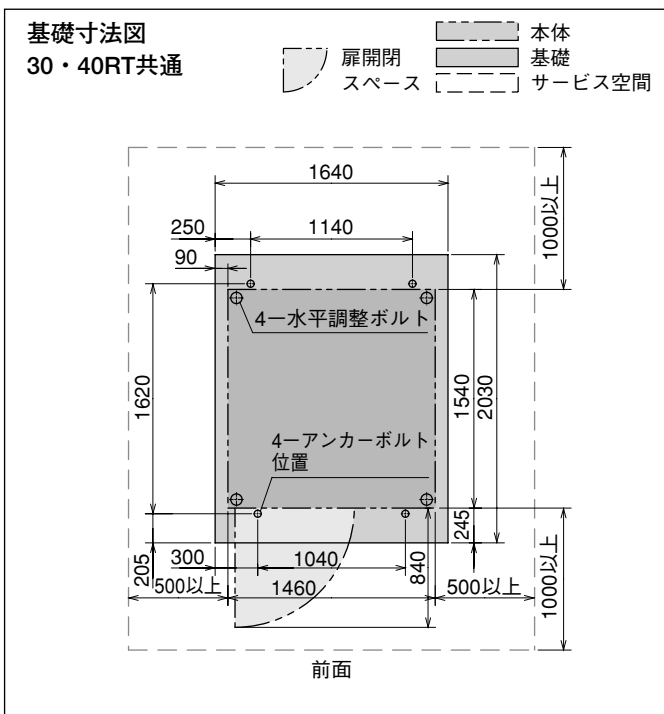 基礎寸法図
30・40RT共通
扉開閉
スペース
本体
基礎
サービス空間
1640
1000以上
250
1140
90
4ー水平調整ボルト
1620
1540
2030
4ーアンカーボルト
位置
205
300
1040
840
245
500以上
1460
500以上
1000以上
前面